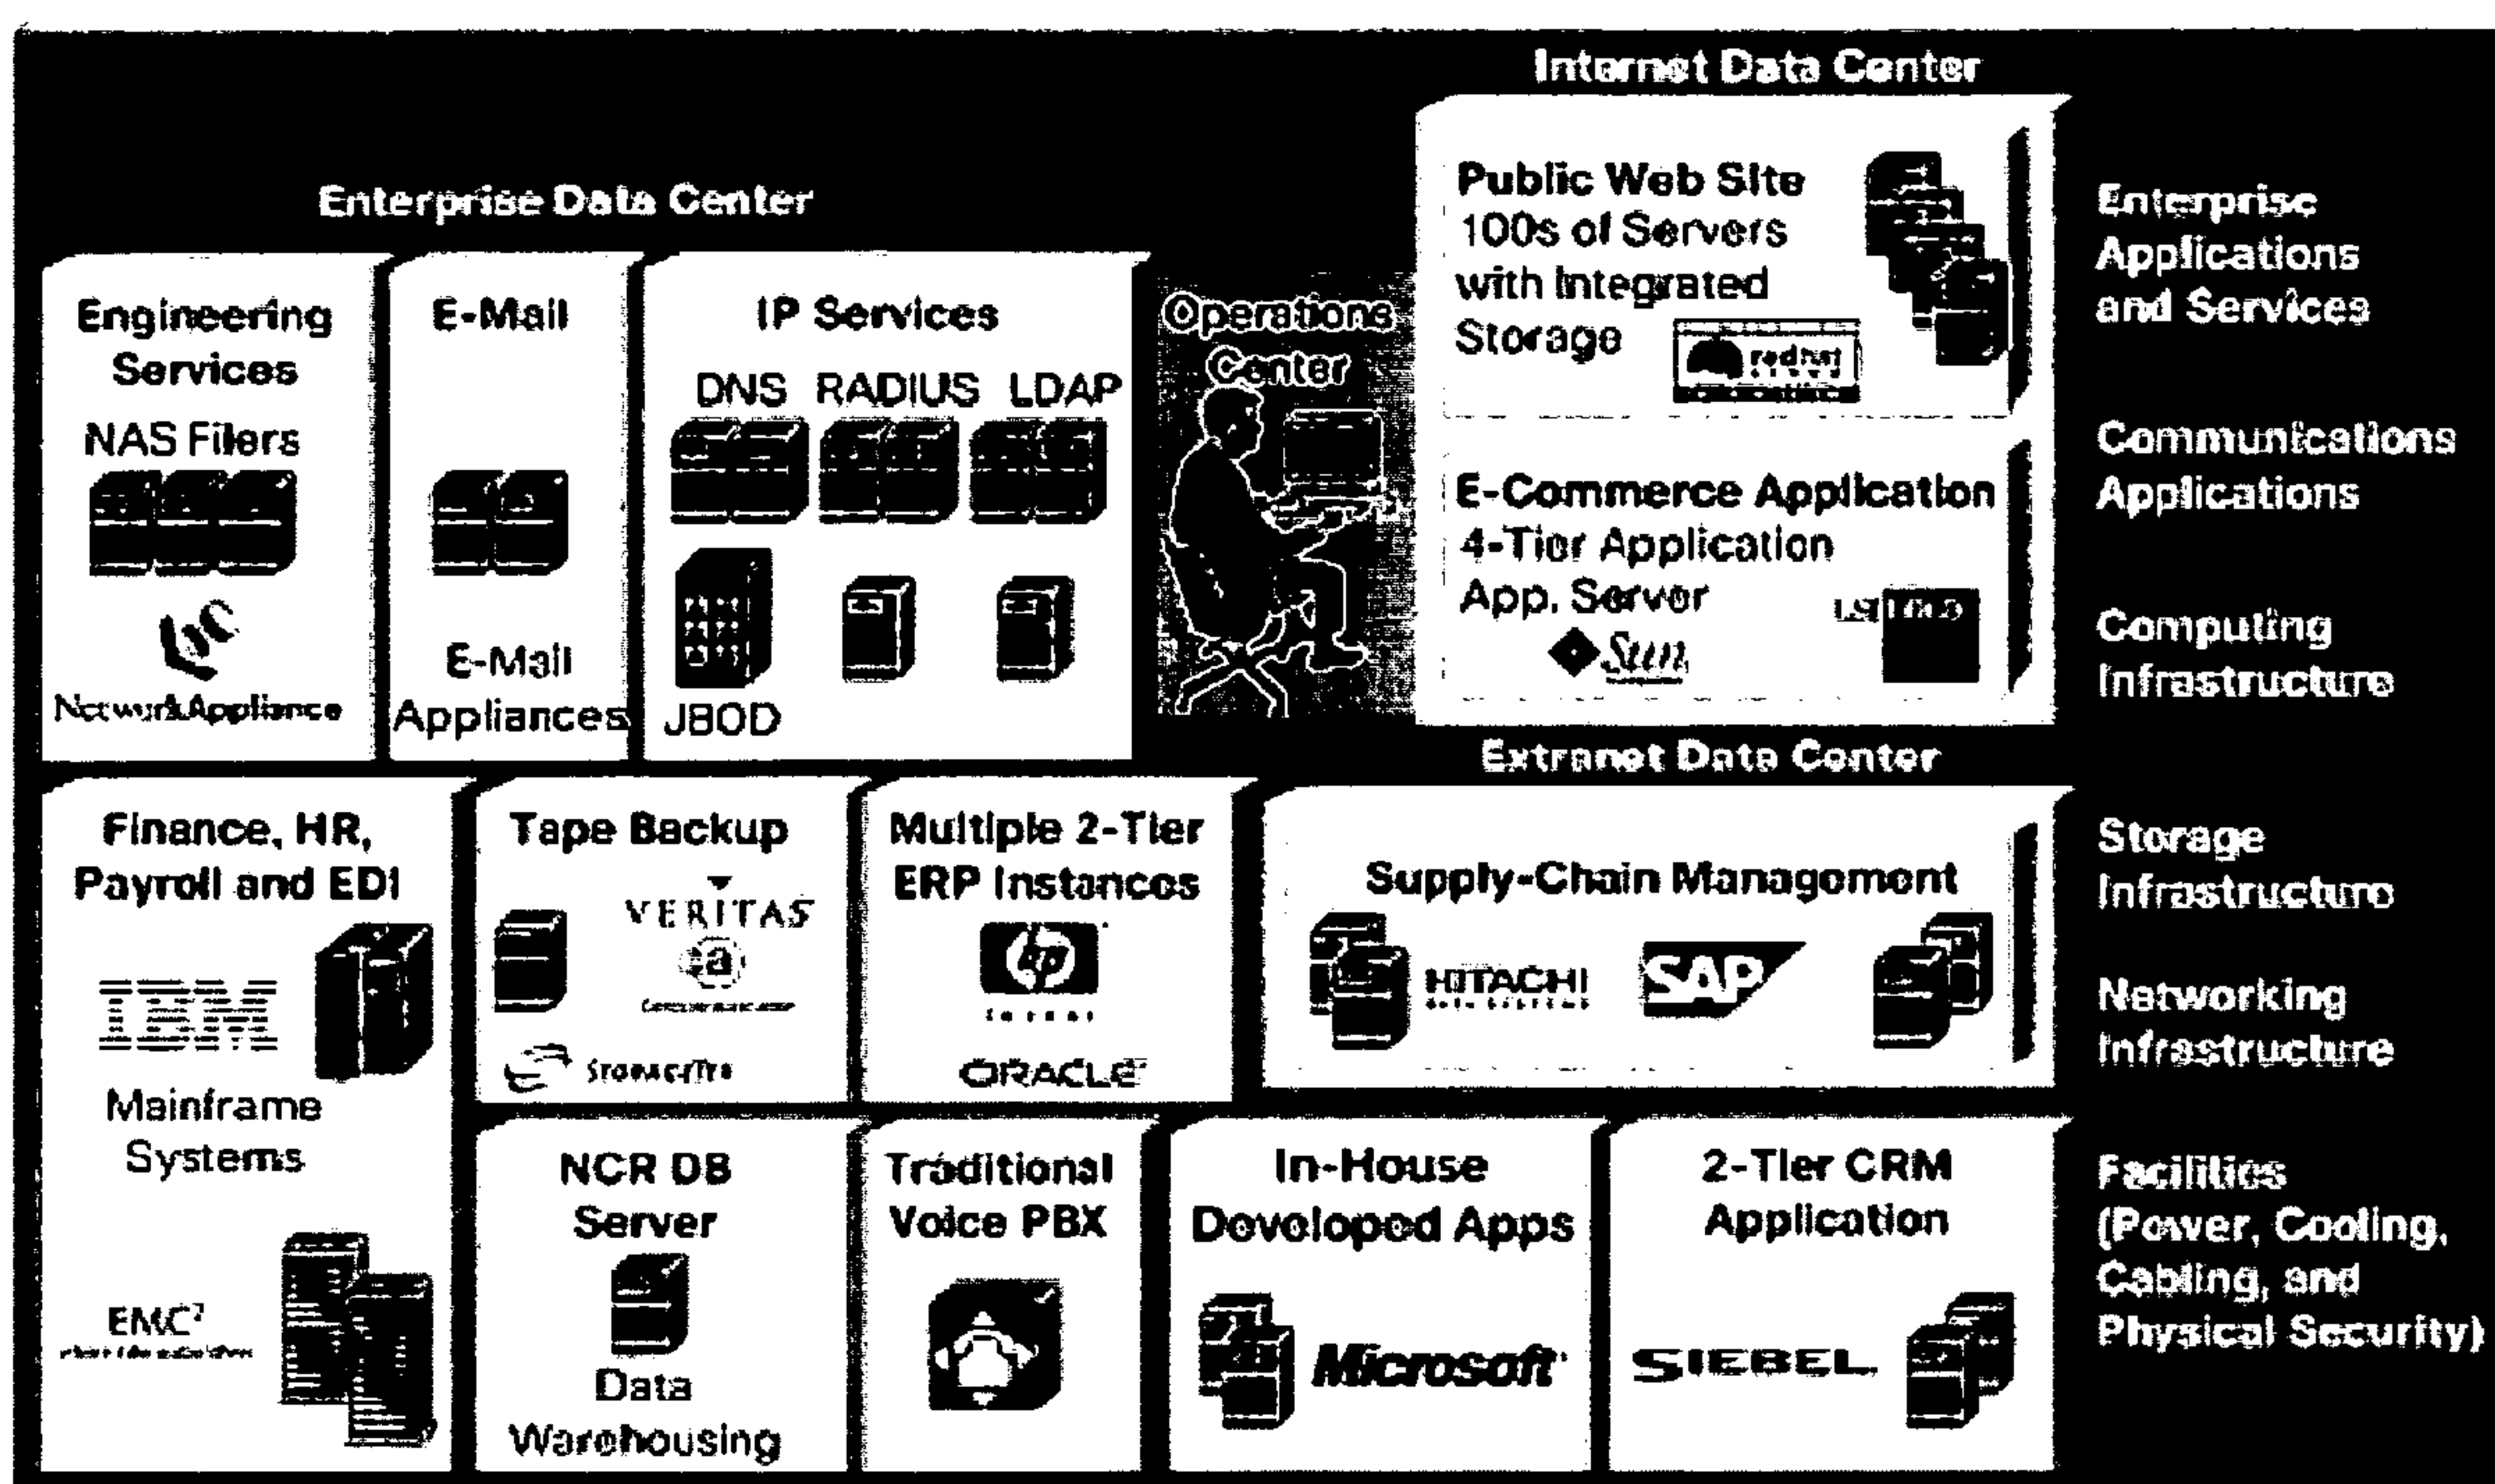 Internet Data Center
Enterprise Data Center
Engineering
Services
NAS Filers
NetworkAppliance
E-Mail
E-Mail
Appliances
IP Services
DNS RADIUS LDAP
JBOD
Operations
Center
Public Web Site
100s of Servers
with Integrated
Storage
redhat
E-Commerce Application
4-Tier Application
App. Server
Sun
Extranet Data Center
Finance, HR,
Payroll and EDI
IBM
Mainframe
Systems
EMC²
Tape Backup
VERITAS
StorageTek
Multiple 2-Tier
ERP Instances
hp
invent
ORACLE
Supply-Chain Management
HITACHI
SAP
NCR DB
Server
Data
Warehousing
Traditional
Voice PBX
In-House
Developed Apps
Microsoft
2-Tier CRM
Application
SIEBEL
Enterprise
Applications
and Services
Communications
Applications
Computing
Infrastructure
Storage
Infrastructure
Networking
Infrastructure
Facilities
(Power, Cooling,
Cabling, and
Physical Security)